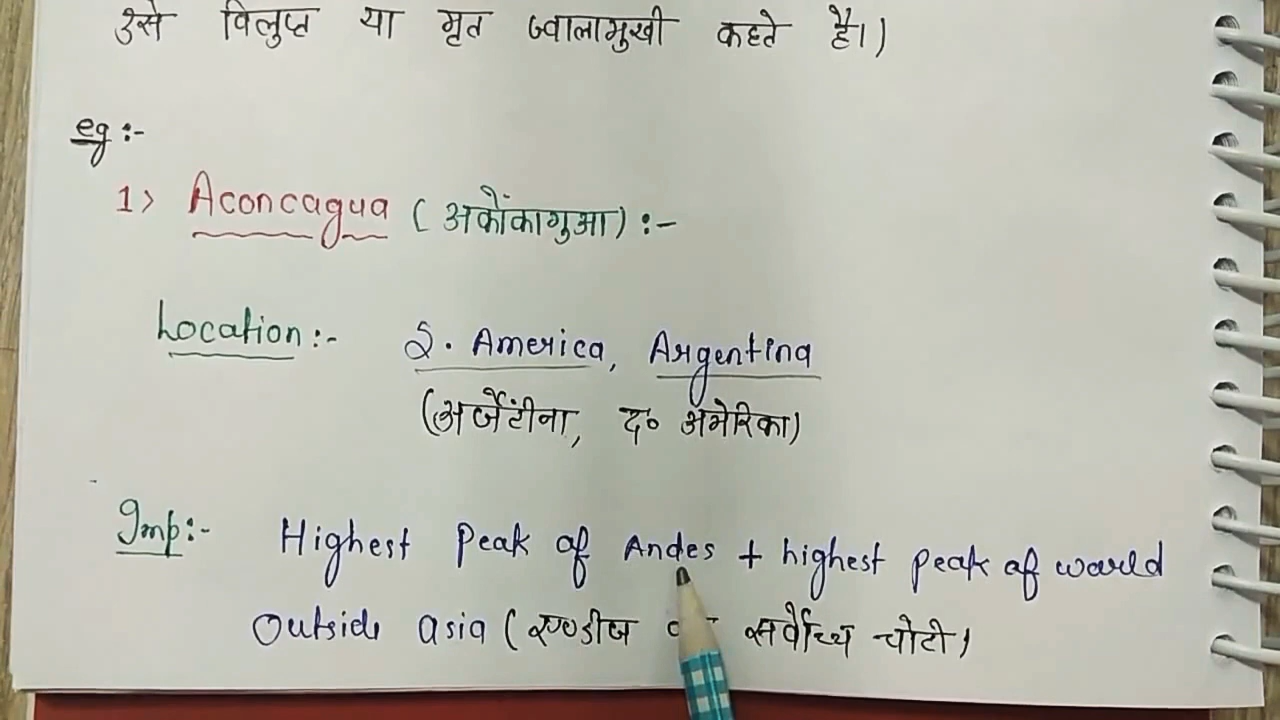 उसे विलुप्त या मृत ज्वालामुखी कहते है।)
eg :-
1> Aconcagua (अकोंकागुआ) :-
Location :- S. America, Argentina
(अर्जेंटीना, द० अमेरिका)
Imp:- Highest Peak of Andes + highest peak of world
Outside asia (एण्डीज सर्वोच्च चोटी)